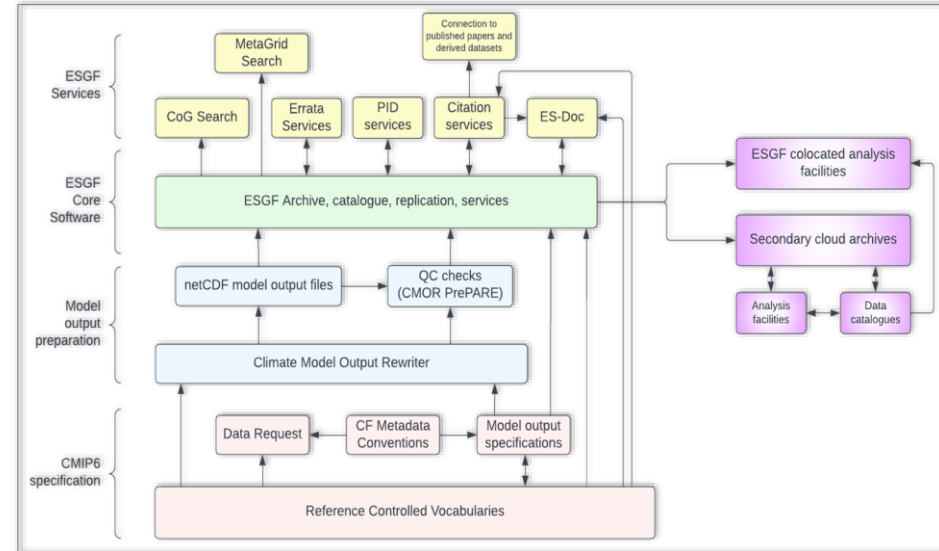 Connection to
published papers and
derived datasets
MetaGrid
Search
ESGF
Services
CoG Search
Errata
Services
PID
services
Citation
services
ES-Doc
ESGF
Core
Software
ESGF Archive, catalogue, replication, services
ESGF colocated analysis
facilities
Secondary cloud archives
Analysis
facilities
Data
catalogues
Model
output
preparation
netCDF model output files
QC checks
(CMOR PrePARE)
Climate Model Output Rewriter
CMIP6
specification
Data Request
CF Metadata
Conventions
Model output
specifications
Reference Controlled Vocabularies